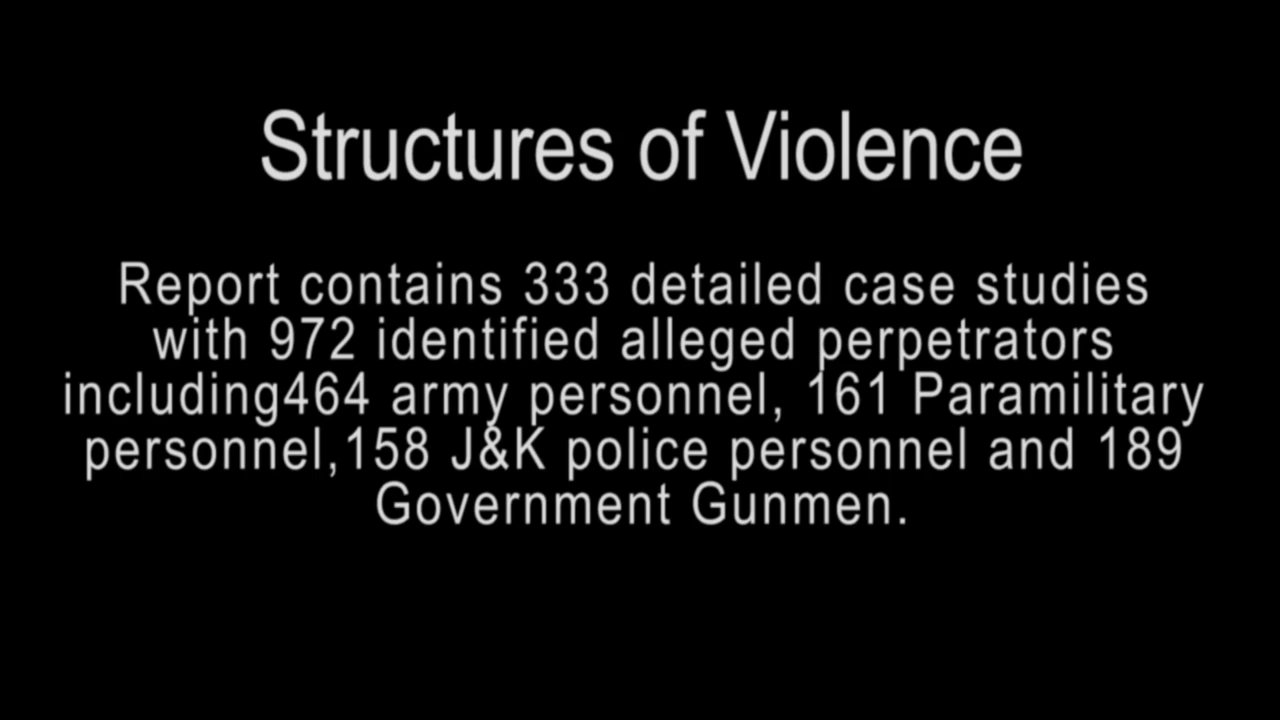 Structures of Violence
Report contains 333 detailed case studies
with 972 identified alleged perpetrators
including464 army personnel, 161 Paramilitary
personnel,158 J&K police personnel and 189
Government Gunmen.